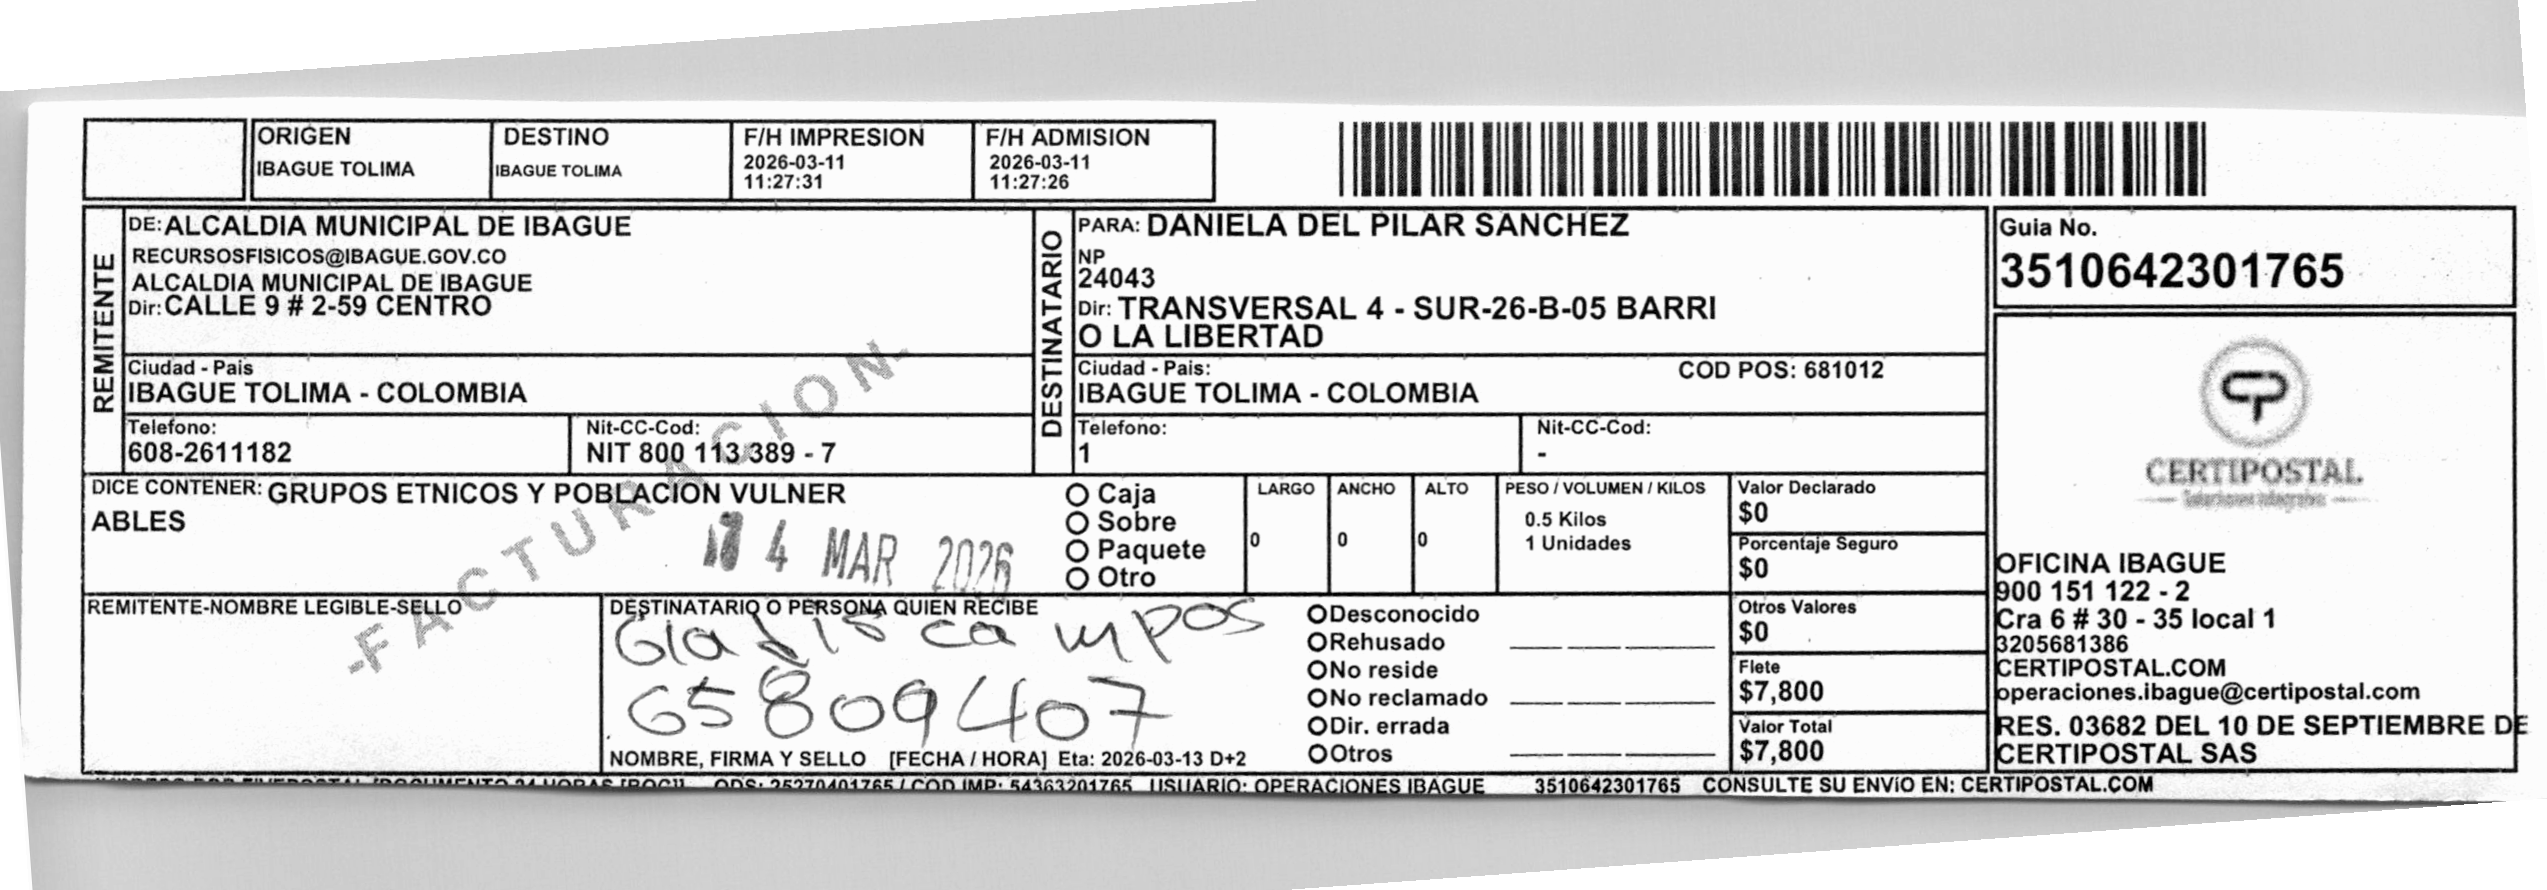 ORIGEN
IBAGUE TOLIMA
DESTINO
IBAGUE TOLIMA
F/H IMPRESION
2026-03-11
11:27:31
F/H ADMISION
2026-03-11
11:27:26
REMITENTE
DE: ALCALDIA MUNICIPAL DE IBAGUE
RECURSOSFISICOS@IBAGUE.GOV.CO
ALCALDIA MUNICIPAL DE IBAGUE
Dir: CALLE 9 # 2-59 CENTRO
Ciudad - Pais
IBAGUE TOLIMA - COLOMBIA
Telefono:
608-2611182
Nit-CC-Cod:
NIT 800 113 389 - 7
DESTINATARIO
PARA: DANIELA DEL PILAR SANCHEZ
NP
24043
Dir: TRANSVERSAL 4 - SUR-26-B-05 BARRI
O LA LIBERTAD
Ciudad - Pais:
COD POS: 681012
IBAGUE TOLIMA - COLOMBIA
Telefono:
1
Nit-CC-Cod:
-
Guia No.
3510642301765
CERTIPOSTAL
DICE CONTENER: GRUPOS ETNICOS Y POBLACION VULNER
ABLES
-FACTURACION-
4 MAR 2026
Caja
Sobre
Paquete
Otro
LARGO
0
ANCHO
0
ALTO
0
PESO / VOLUMEN / KILOS
0.5 Kilos
1 Unidades
Valor Declarado
$0
Porcentaje Seguro
$0
Otros Valores
$0
Flete
$7,800
Valor Total
$7,800
REMITENTE-NOMBRE LEGIBLE-SELLO
DESTINATARIO O PERSONA QUIEN RECIBE
Gladis campos
65809407
NOMBRE, FIRMA Y SELLO [FECHA / HORA] Eta: 2026-03-13 D+2
Desconocido
Rehusado
No reside
No reclamado
Dir. errada
Otros
OFICINA IBAGUE
900 151 122 - 2
Cra 6 # 30 - 35 local 1
3205681386
CERTIPOSTAL.COM
operaciones.ibague@certipostal.com
RES. 03682 DEL 10 DE SEPTIEMBRE DE
CERTIPOSTAL SAS
ODS: 25270401765 / COD IMP: 54363201765 USUARIO: OPERACIONES IBAGUE 3510642301765 CONSULTE SU ENVíO EN: CERTIPOSTAL.COM